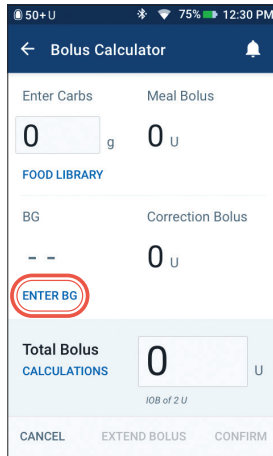 50+U 75% 12:30 PM
Bolus Calculator
Enter Carbs Meal Bolus
0 g 0 U
FOOD LIBRARY
BG Correction Bolus
-- 0 U
ENTER BG
Total Bolus 0 U
CALCULATIONS
IOB of 2 U
CANCEL EXTEND BOLUS CONFIRM